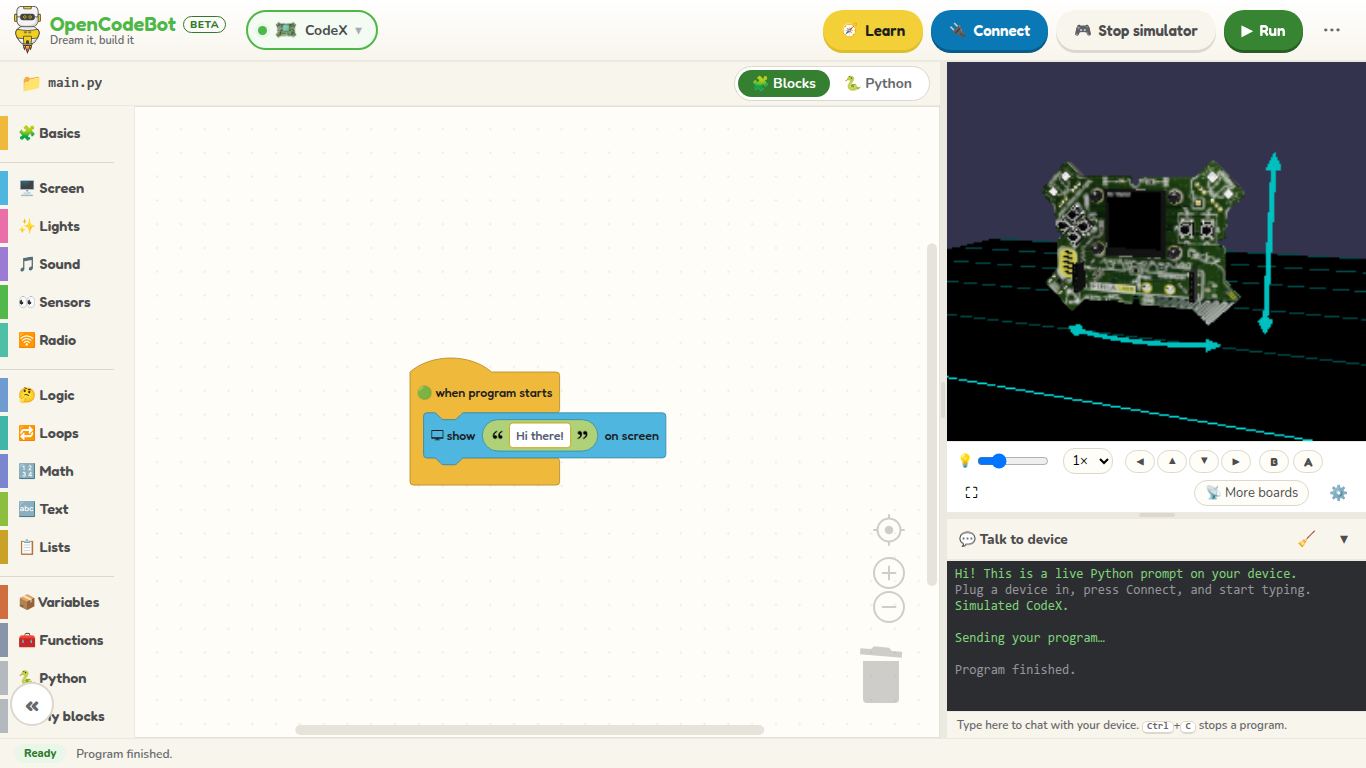 OpenCodeBot BETA
Dream it, build it
CodeX ▾
Learn
Connect
Stop simulator
▶ Run
...
main.py
Blocks
Python
Basics
Screen
Lights
Sound
Sensors
Radio
Logic
Loops
Math
Text
Lists
Variables
Functions
Python
y blocks
«
when program starts
show “ Hi there! ” on screen
1×
◀ ▲ ▼ ▶ B A
More boards
Talk to device
▼
Hi! This is a live Python prompt on your device.
Plug a device in, press Connect, and start typing.
Simulated CodeX.
Sending your program…
Program finished.
Type here to chat with your device. Ctrl+C stops a program.
Ready Program finished.